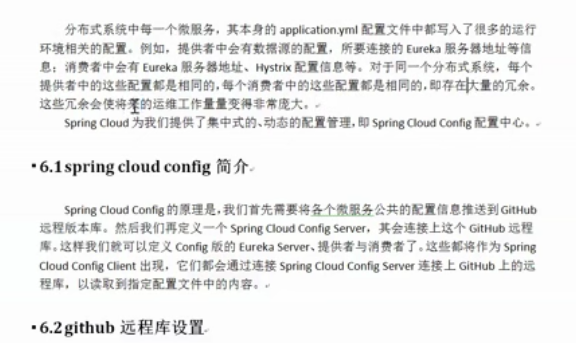 分布式系统中每一个微服务，其本身的 application.yml 配置文件中都写入了很多的运行
环境相关的配置。例如，提供者中会有数据源的配置，所要连接的 Eureka 服务器地址等信
息；消费者中会有 Eureka 服务器地址、Hystrix 配置信息等。对于同一个分布式系统，每个
提供者中的这些配置都是相同的，每个消费者中的这些配置都是相同的，即存在大量的冗余。
这些冗余会使将来的运维工作量量变得非常庞大。
Spring Cloud 为我们提供了集中式的、动态的配置管理，即 Spring Cloud Config 配置中心。
▪ 6.1 spring cloud config 简介
Spring Cloud Config 的原理是，我们首先需要将各个微服务公共的配置信息推送到 GitHub
远程版本库。然后我们再定义一个 Spring Cloud Config Server，其会连接上这个 GitHub 远程
库。这样我们就可以定义 Config 版的 Eureka Server、提供者与消费者了。这些都将作为 Spring
Cloud Config Client 出现，它们都会通过连接 Spring Cloud Config Server 连接上 GitHub 上的远
程库，以读取到指定配置文件中的内容。
▪ 6.2 github 远程库设置